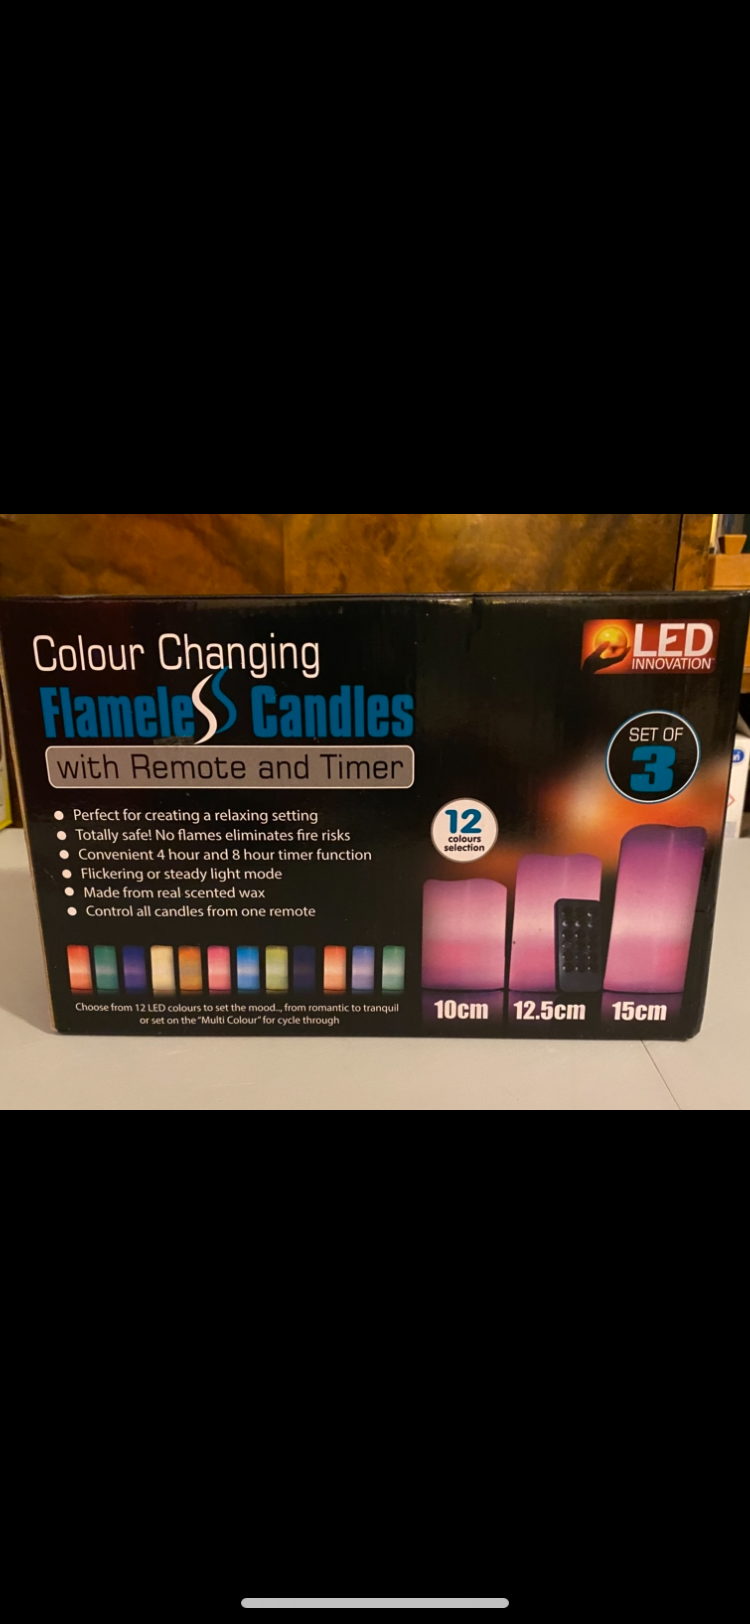 Colour Changing
Flameless Candles
with Remote and Timer
LED
INNOVATION
SET OF
3
• Perfect for creating a relaxing setting
• Totally safe! No flames eliminates fire risks
• Convenient 4 hour and 8 hour timer function
• Flickering or steady light mode
• Made from real scented wax
• Control all candles from one remote
12
colours
selection
Choose from 12 LED colours to set the mood..., from romantic to tranquil
or set on the "Multi Colour" for cycle through
10cm 12.5cm 15cm